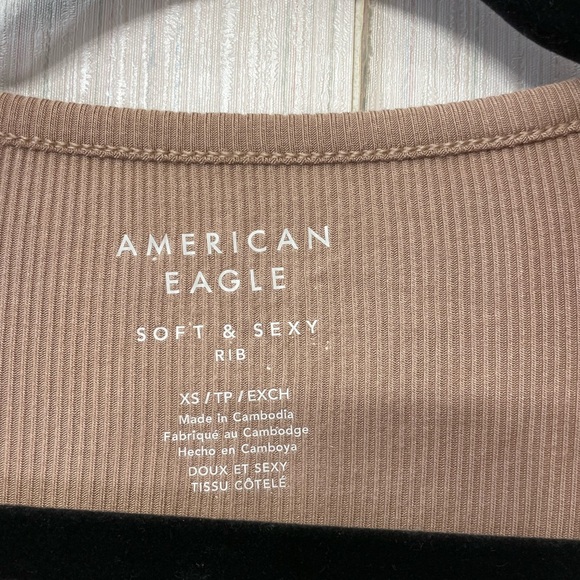 AMERICAN
EAGLE
SOFT & SEXY
RIB
XS / TP / EXCH
Made in Cambodia
Fabriqué au Cambodge
Hecho en Camboya
DOUX ET SEXY
TISSU CÔTELÉ